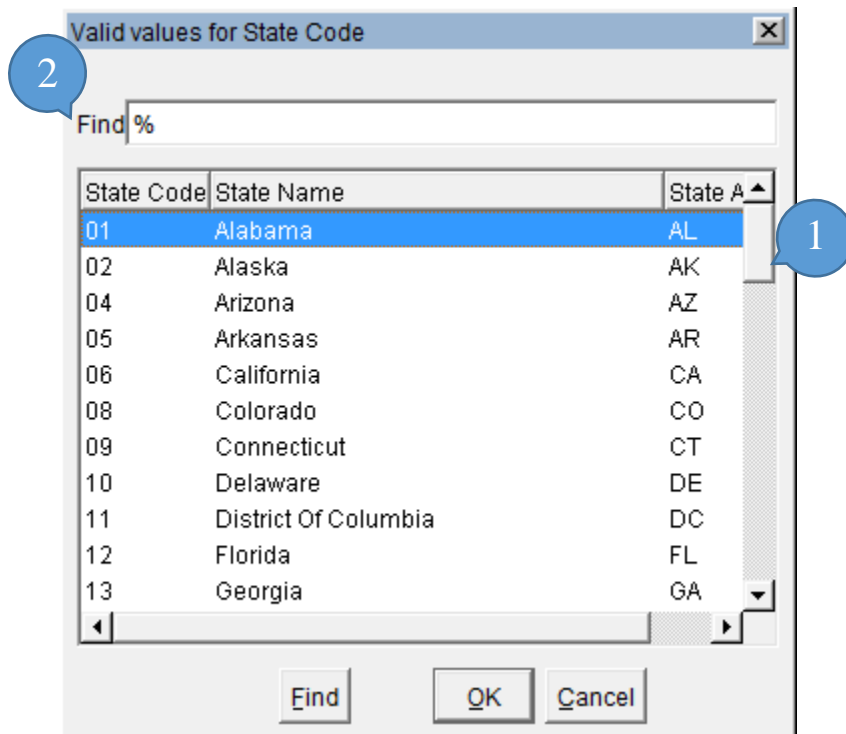 Valid values for State Code
2
Find %
State Code State Name State A
01 Alabama AL
1
02 Alaska AK
04 Arizona AZ
05 Arkansas AR
06 California CA
08 Colorado CO
09 Connecticut CT
10 Delaware DE
11 District Of Columbia DC
12 Florida FL
13 Georgia GA
Find OK Cancel